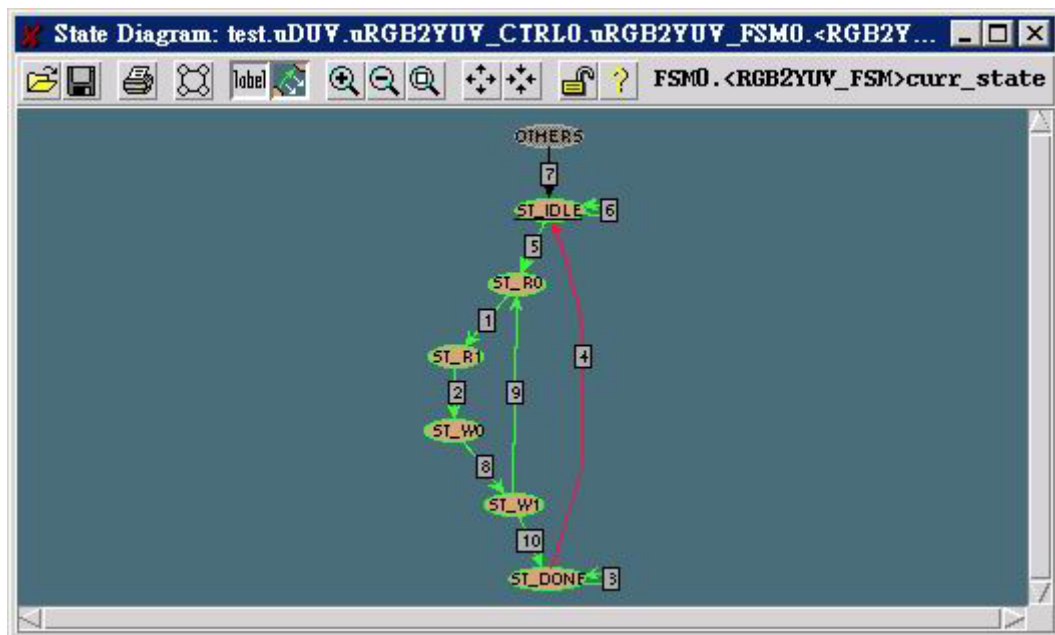 State Diagram: test.uDUV.uRGB2YUV_CTRL0.uRGB2YUV_FSM0.<RGB2Y...
label
FSM0.<RGB2YUV_FSM>curr_state
OTHERS
7
ST_IDLE
6
5
ST_R0
1
ST_R1
4
2
9
ST_W0
8
ST_W1
10
ST_DONE
3